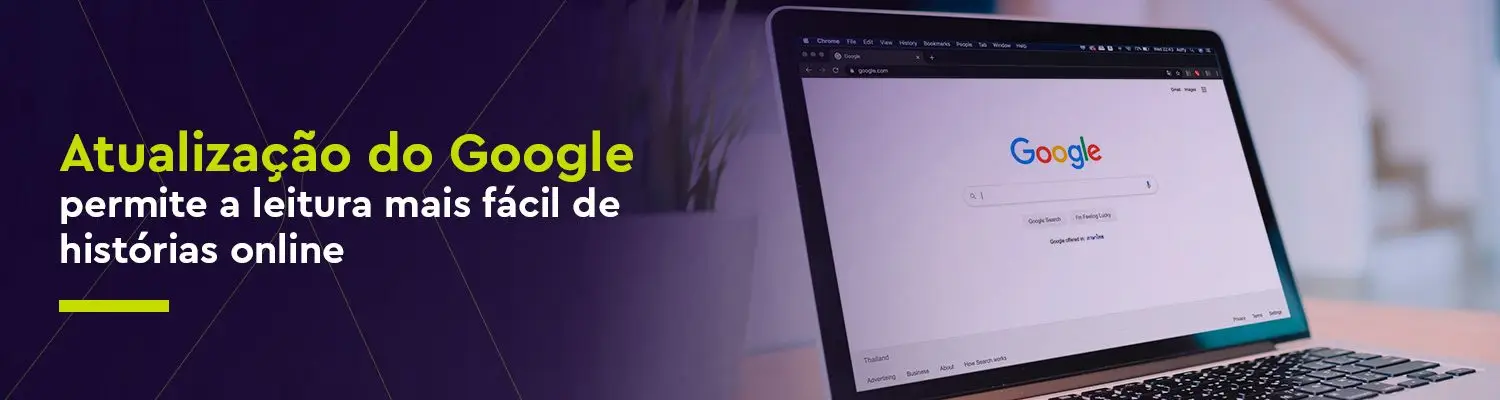 Atualização do Google
permite a leitura mais fácil de
histórias online
Chrome File Edit View History Bookmarks People Tab Window Help
Google
google.com
Gmail Images
Google
Google Search I'm Feeling Lucky
Google offered in: ภาษาไทย
Thailand
Advertising Business About How Search works
Privacy Terms Settings